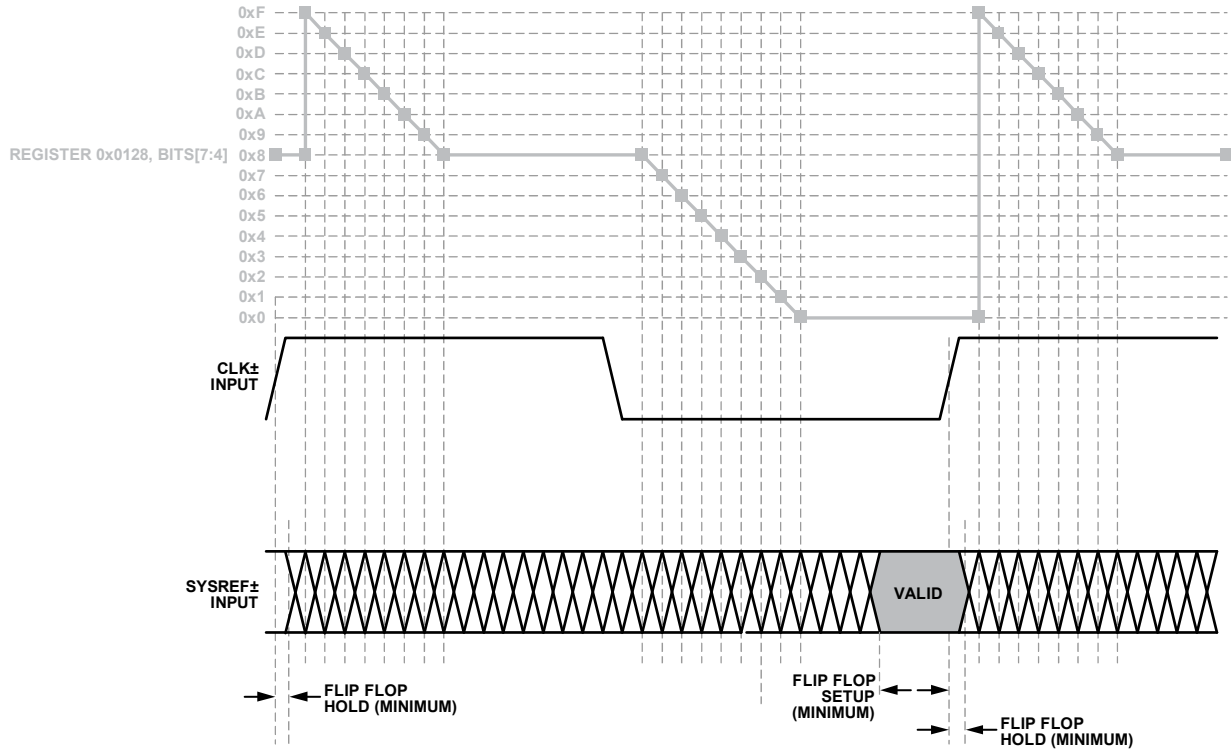 0xF
0xE
0xD
0xC
0xB
0xA
0x9
REGISTER 0x0128, BITS[7:4] 0x8
0x7
0x6
0x5
0x4
0x3
0x2
0x1
0x0
CLK±
INPUT
SYSREF±
INPUT
VALID
FLIP FLOP
HOLD (MINIMUM)
FLIP FLOP
SETUP
(MINIMUM)
FLIP FLOP
HOLD (MINIMUM)